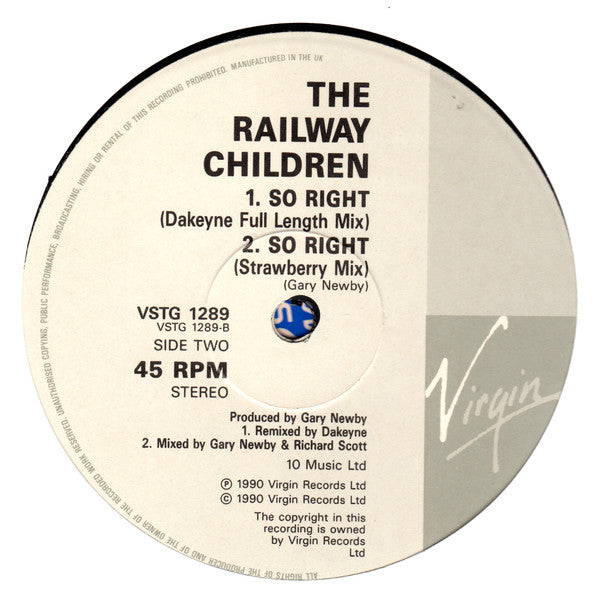 THE
RAILWAY
CHILDREN
1. SO RIGHT
(Dakeyne Full Length Mix)
2. SO RIGHT
(Strawberry Mix)
(Gary Newby)
VSTG 1289
VSTG 1289-B
SIDE TWO
45 RPM
STEREO
Produced by Gary Newby
1. Remixed by Dakeyne
2. Mixed by Gary Newby & Richard Scott
10 Music Ltd
℗ 1990 Virgin Records Ltd
© 1990 Virgin Records Ltd
The copyright in this
recording is owned
by Virgin Records
Ltd
Virgin
ALL RIGHTS OF THE PRODUCER AND OF THE OWNER OF THE RECORDED WORK RESERVED. UNAUTHORISED COPYING, PUBLIC PERFORMANCE, BROADCASTING, HIRING OR RENTAL OF THIS RECORDING PROHIBITED. MANUFACTURED IN THE UK